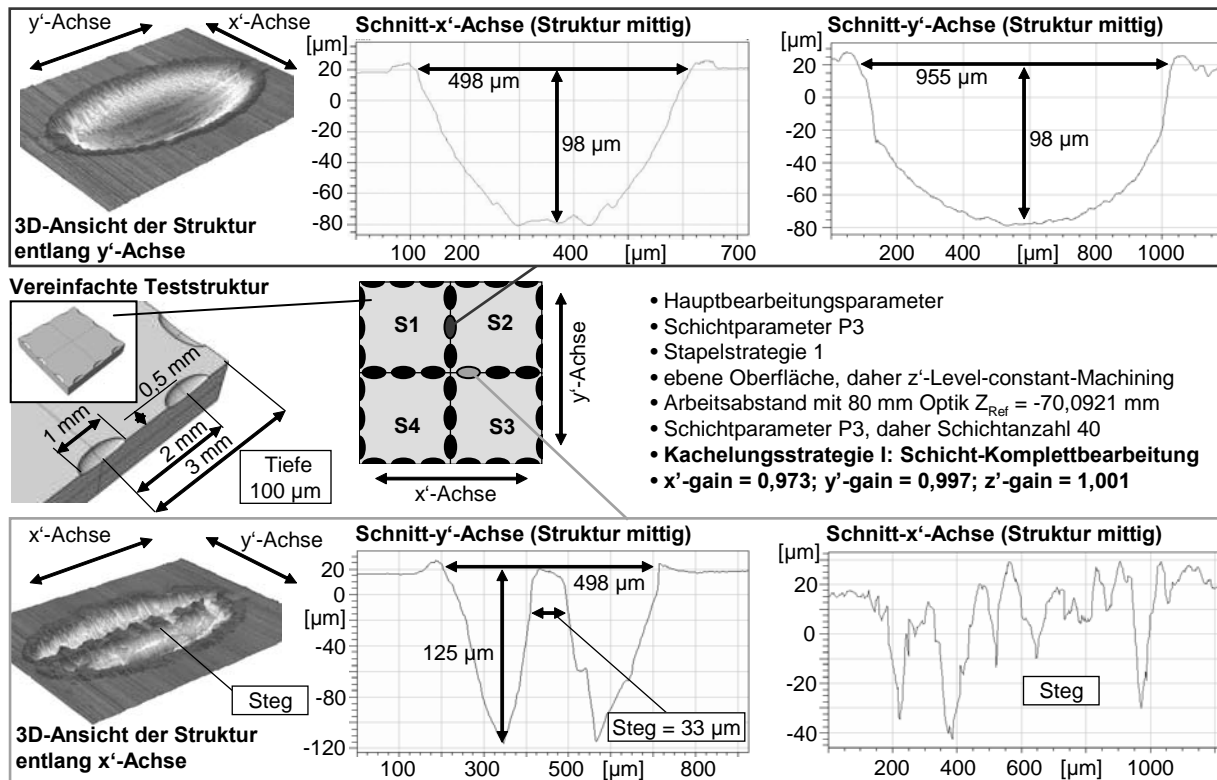 y‘-Achse
x‘-Achse
3D-Ansicht der Struktur
entlang y‘-Achse
Schnitt-x‘-Achse (Struktur mittig)
[µm]
20
0
-20
-40
-60
-80
498 µm
98 µm
100
200
400
[µm]
700
Schnitt-y‘-Achse (Struktur mittig)
[µm]
20
0
-20
-40
-60
-80
955 µm
98 µm
200
400
[µm]
800
1000
Vereinfachte Teststruktur
0,5 mm
1 mm
2 mm
3 mm
Tiefe
100 µm
S1
S2
S4
S3
y‘-Achse
x‘-Achse
• Hauptbearbeitungsparameter
• Schichtparameter P3
• Stapelstrategie 1
• ebene Oberfläche, daher z‘-Level-constant-Machining
• Arbeitsabstand mit 80 mm Optik Z_Ref = -70,0921 mm
• Schichtparameter P3, daher Schichtanzahl 40
• Kachelungsstrategie I: Schicht-Komplettbearbeitung
• x’-gain = 0,973; y’-gain = 0,997; z’-gain = 1,001
x‘-Achse
y‘-Achse
Steg
3D-Ansicht der Struktur
entlang x‘-Achse
Schnitt-y‘-Achse (Struktur mittig)
20
0
[µm]
-40
-80
-120
498 µm
125 µm
Steg = 33 µm
100
300
500
[µm]
800
Schnitt-x‘-Achse (Struktur mittig)
[µm]
20
0
-20
-40
Steg
200
400
600
[µm]
1000